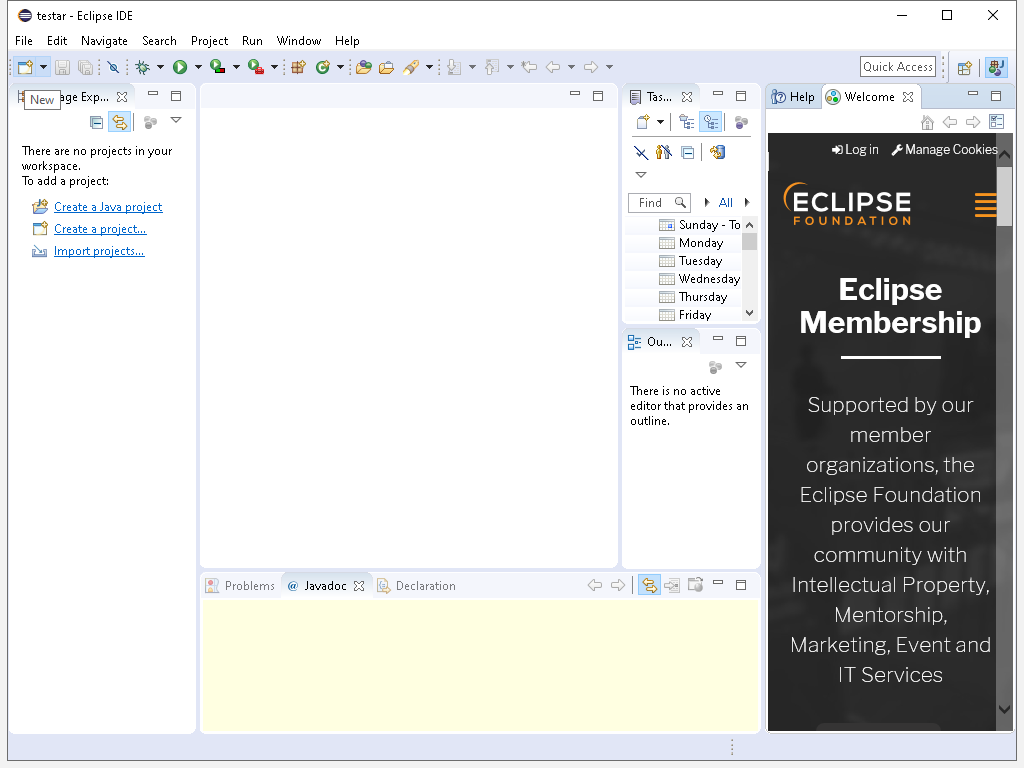 testar - Eclipse IDE
File Edit Navigate Search Project Run Window Help
Quick Access
New
age Exp...
There are no projects in your
workspace.
To add a project:
Create a Java project
Create a project...
Import projects...
Tas...
Find
All
Sunday - To
Monday
Tuesday
Wednesday
Thursday
Friday
Ou...
There is no active
editor that provides an
outline.
Problems @ Javadoc Declaration
Help Welcome
Log in Manage Cookies
ECLIPSE
FOUNDATION
Eclipse
Membership
Supported by our
member
organizations, the
Eclipse Foundation
provides our
community with
Intellectual Property,
Mentorship,
Marketing, Event and
IT Services